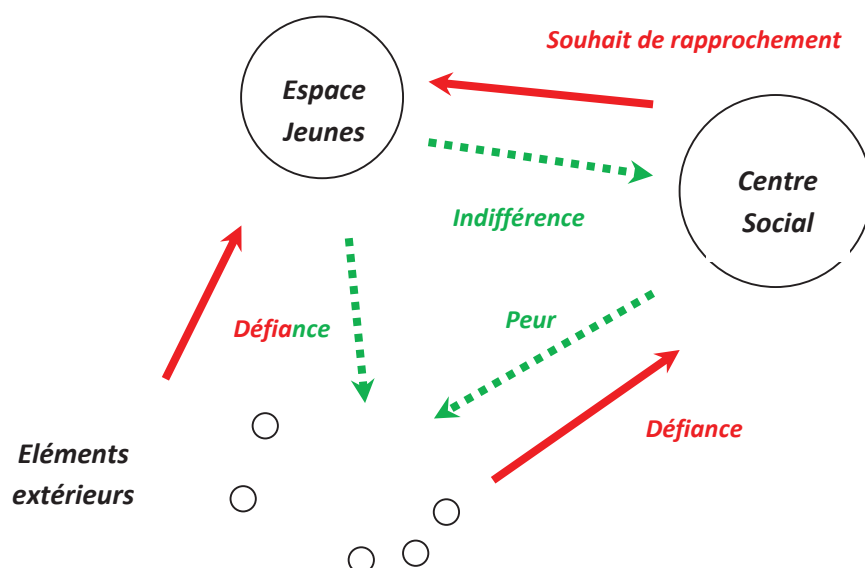 Souhait de rapprochement
Espace
Jeunes
Centre
Social
Indifférence
Peur
Défiance
Défiance
Eléments
extérieurs